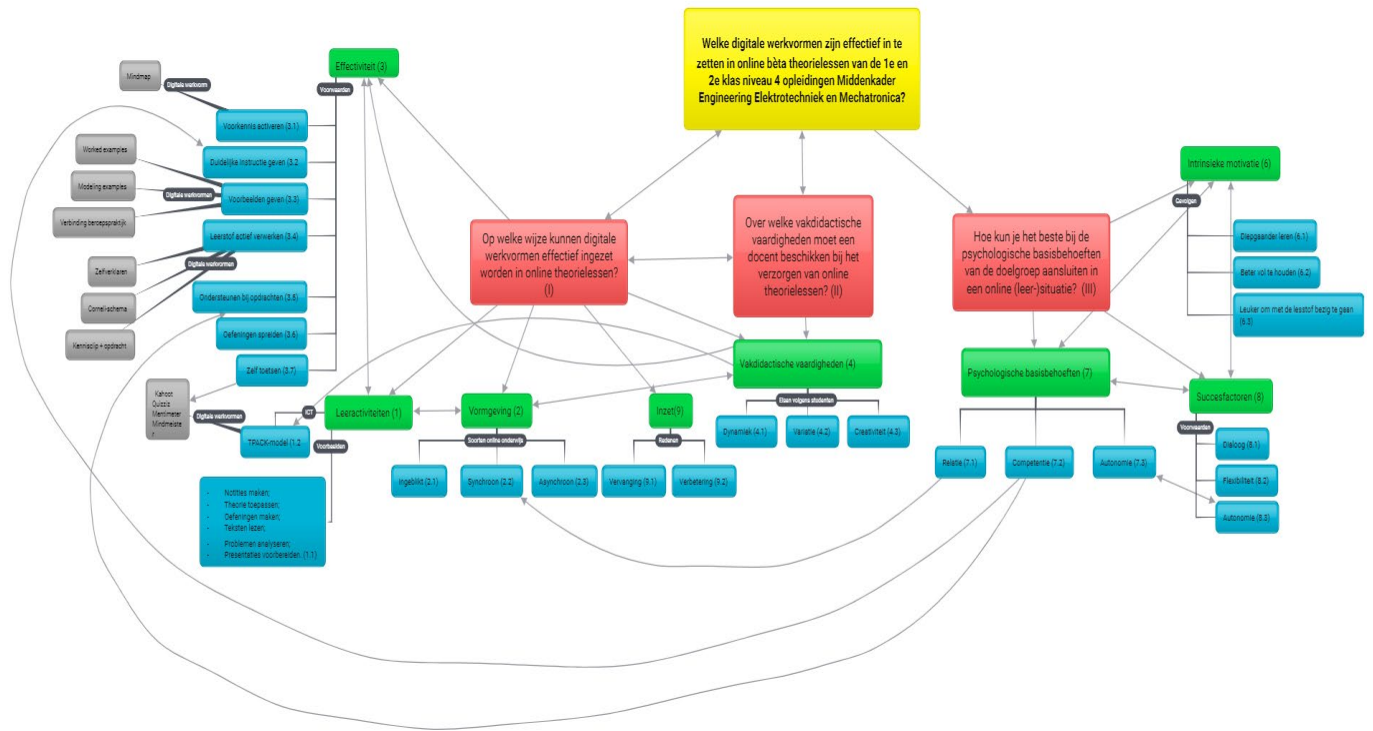 Welke digitale werkvormen zijn effectief in te
zetten in online bèta theorielessen van de 1e en
2e klas niveau 4 opleidingen Middenkader
Engineering Elektrotechniek en Mechatronica?
Op welke wijze kunnen digitale
werkvormen effectief ingezet
worden in online theorielessen?
(I)
Over welke vakdidactische
vaardigheden moet een
docent beschikken bij het
verzorgen van online
theorielessen? (II)
Hoe kun je het beste bij de
psychologische basisbehoeften
van de doelgroep aansluiten in
een online (leer-)situatie? (III)
Effectiviteit (3)
Voorwaarden
Mindmap
Digitale werkvorm
Voorkennis activeren (3.1)
Duidelijke instructie geven (3.2
Worked examples
Modeling examples
Verbinding beroepspraktijk
Digitale werkvormen
Voorbeelden geven (3.3)
Leerstof actief verwerken (3.4)
Digitale werkvormen
Zelfverklaren
Cornell-schema
Kennisclip + opdracht
Ondersteunen bij opdrachten (3.5)
Oefeningen spreiden (3.6)
Zelf toetsen (3.7)
Kahoot
Quizzis
Mentimeter
Mindmeiste
r
Digitale werkvormen
TPACK-model (1.2
ICT
Leeractiviteiten (1)
Voorbeelden
- Notities maken;
- Theorie toepassen;
- Oefeningen maken;
- Teksten lezen;
- Problemen analyseren;
- Presentaties voorbereiden. (1.1)
Vormgeving (2)
Soorten online onderwijs
Ingeblikt (2.1)
Synchroon (2.2)
Asynchroon (2.3)
Inzet(9)
Redenen
Vervanging (9.1)
Verbetering (9.2)
Vakdidactische vaardigheden (4)
Eisen volgens studenten
Dynamiek (4.1)
Variatie (4.2)
Creativiteit (4.3)
Intrinsieke motivatie (6)
Gevolgen
Diepgaander leren (6.1)
Beter vol te houden (6.2)
Leuker om met de lesstof bezig te gaan
(6.3)
Psychologische basisbehoeften (7)
Relatie (7.1)
Competentie (7.2)
Autonomie (7.3)
Succesfactoren (8)
Voorwaarden
Dialoog (8.1)
Flexibiliteit (8.2)
Autonomie (8.3)